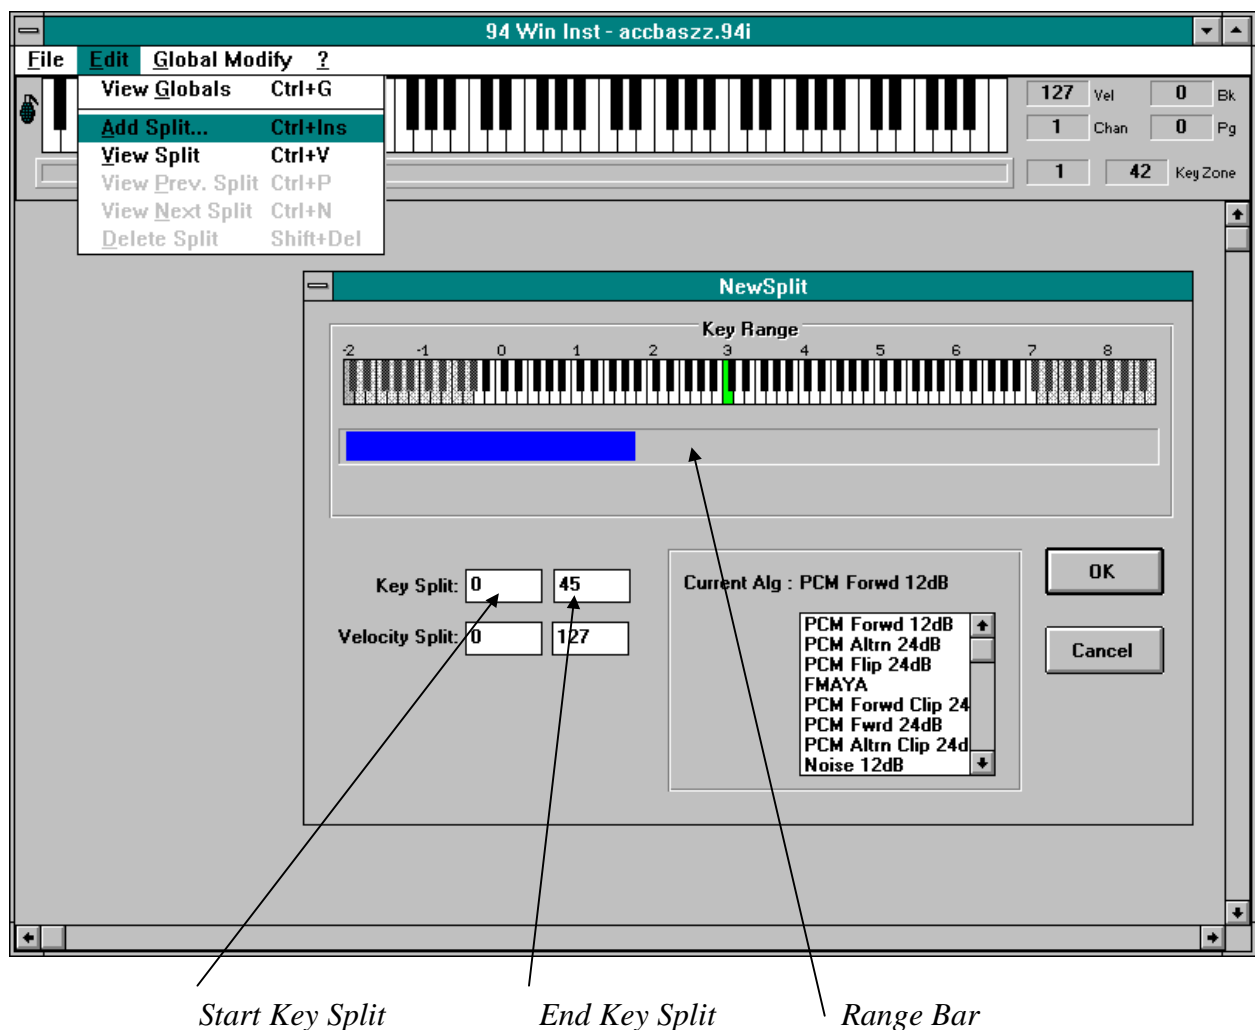 94 Win Inst - accbaszz.94i
File Edit Global Modify ?
View Globals Ctrl+G
Add Split... Ctrl+Ins
View Split Ctrl+V
View Prev. Split Ctrl+P
View Next Split Ctrl+N
Delete Split Shift+Del
127 Vel 0 Bk
1 Chan 0 Pg
1 42 Key Zone
NewSplit
Key Range
-2 -1 0 1 2 3 4 5 6 7 8
Key Split: 0 45
Velocity Split: 0 127
Current Alg : PCM Forwd 12dB
PCM Forwd 12dB
PCM Altrn 24dB
PCM Flip 24dB
FMAYA
PCM Forwd Clip 24
PCM Fwrd 24dB
PCM Altrn Clip 24d
Noise 12dB
OK
Cancel
Start Key Split End Key Split Range Bar